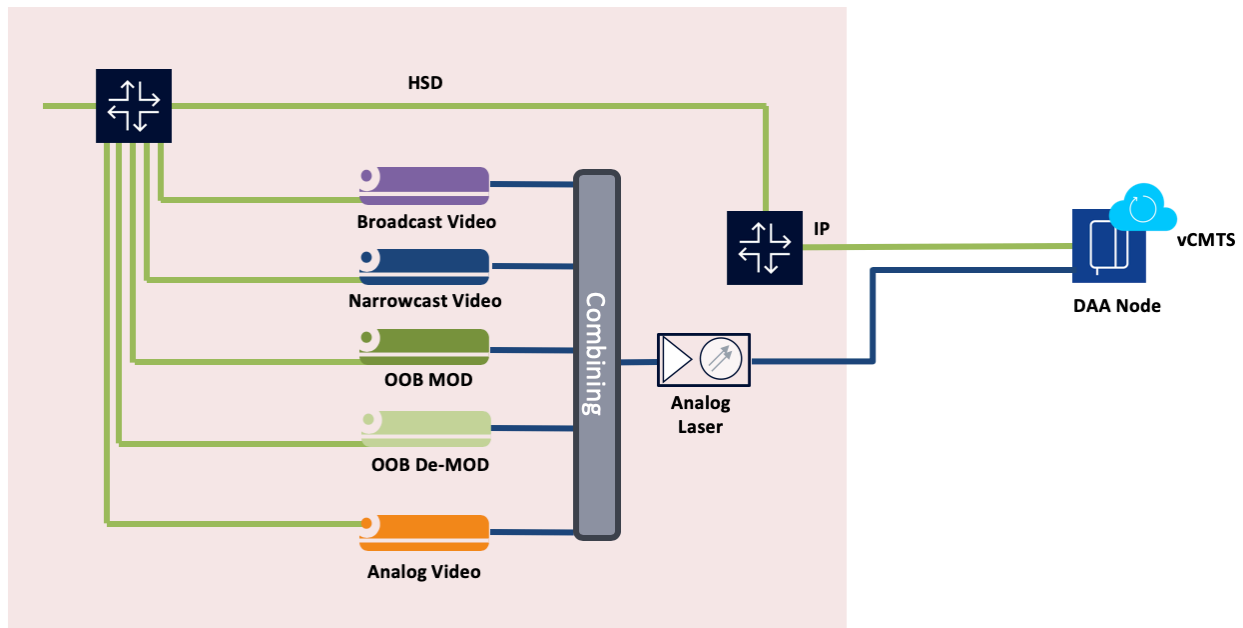 HSD
Broadcast Video
Narrowcast Video
OOB MOD
OOB De-MOD
Analog Video
Combining
Analog
Laser
IP
vCMTS
DAA Node